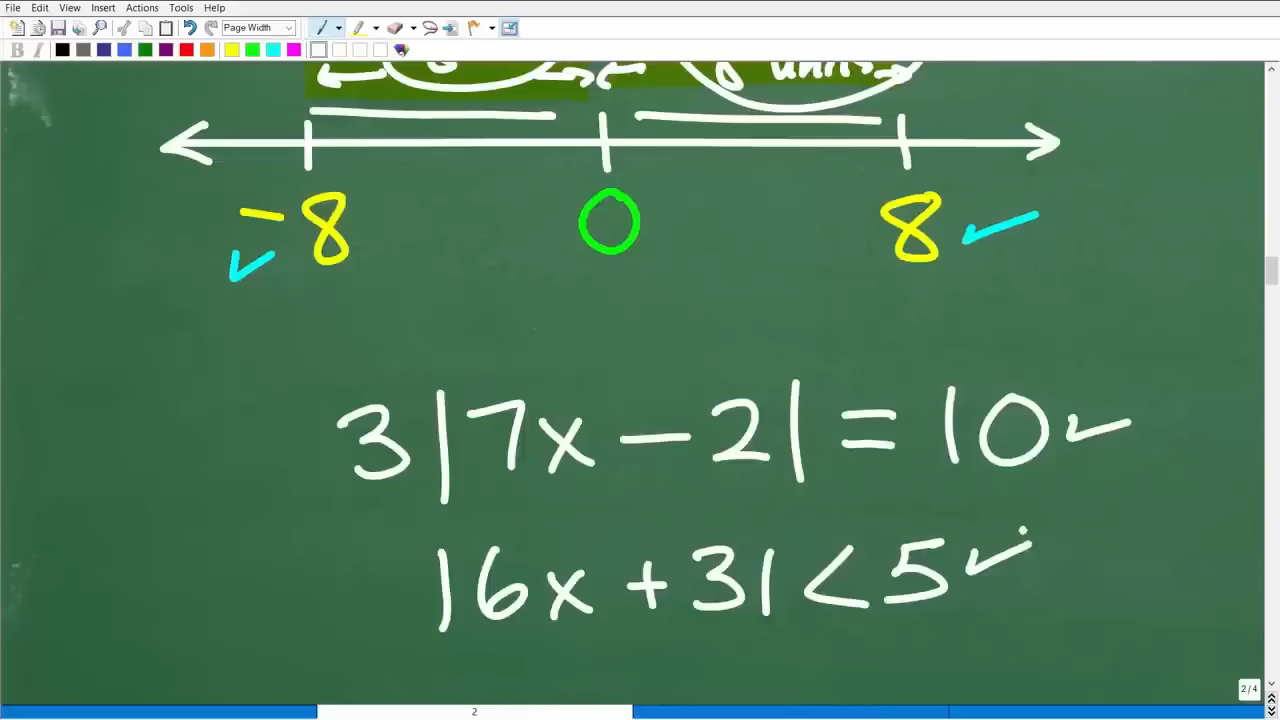 File Edit View Insert Actions Tools Help
Page Width
B I
units
-8 0 8
3|7x-2|=10
|6x+3|<5
2/4
2